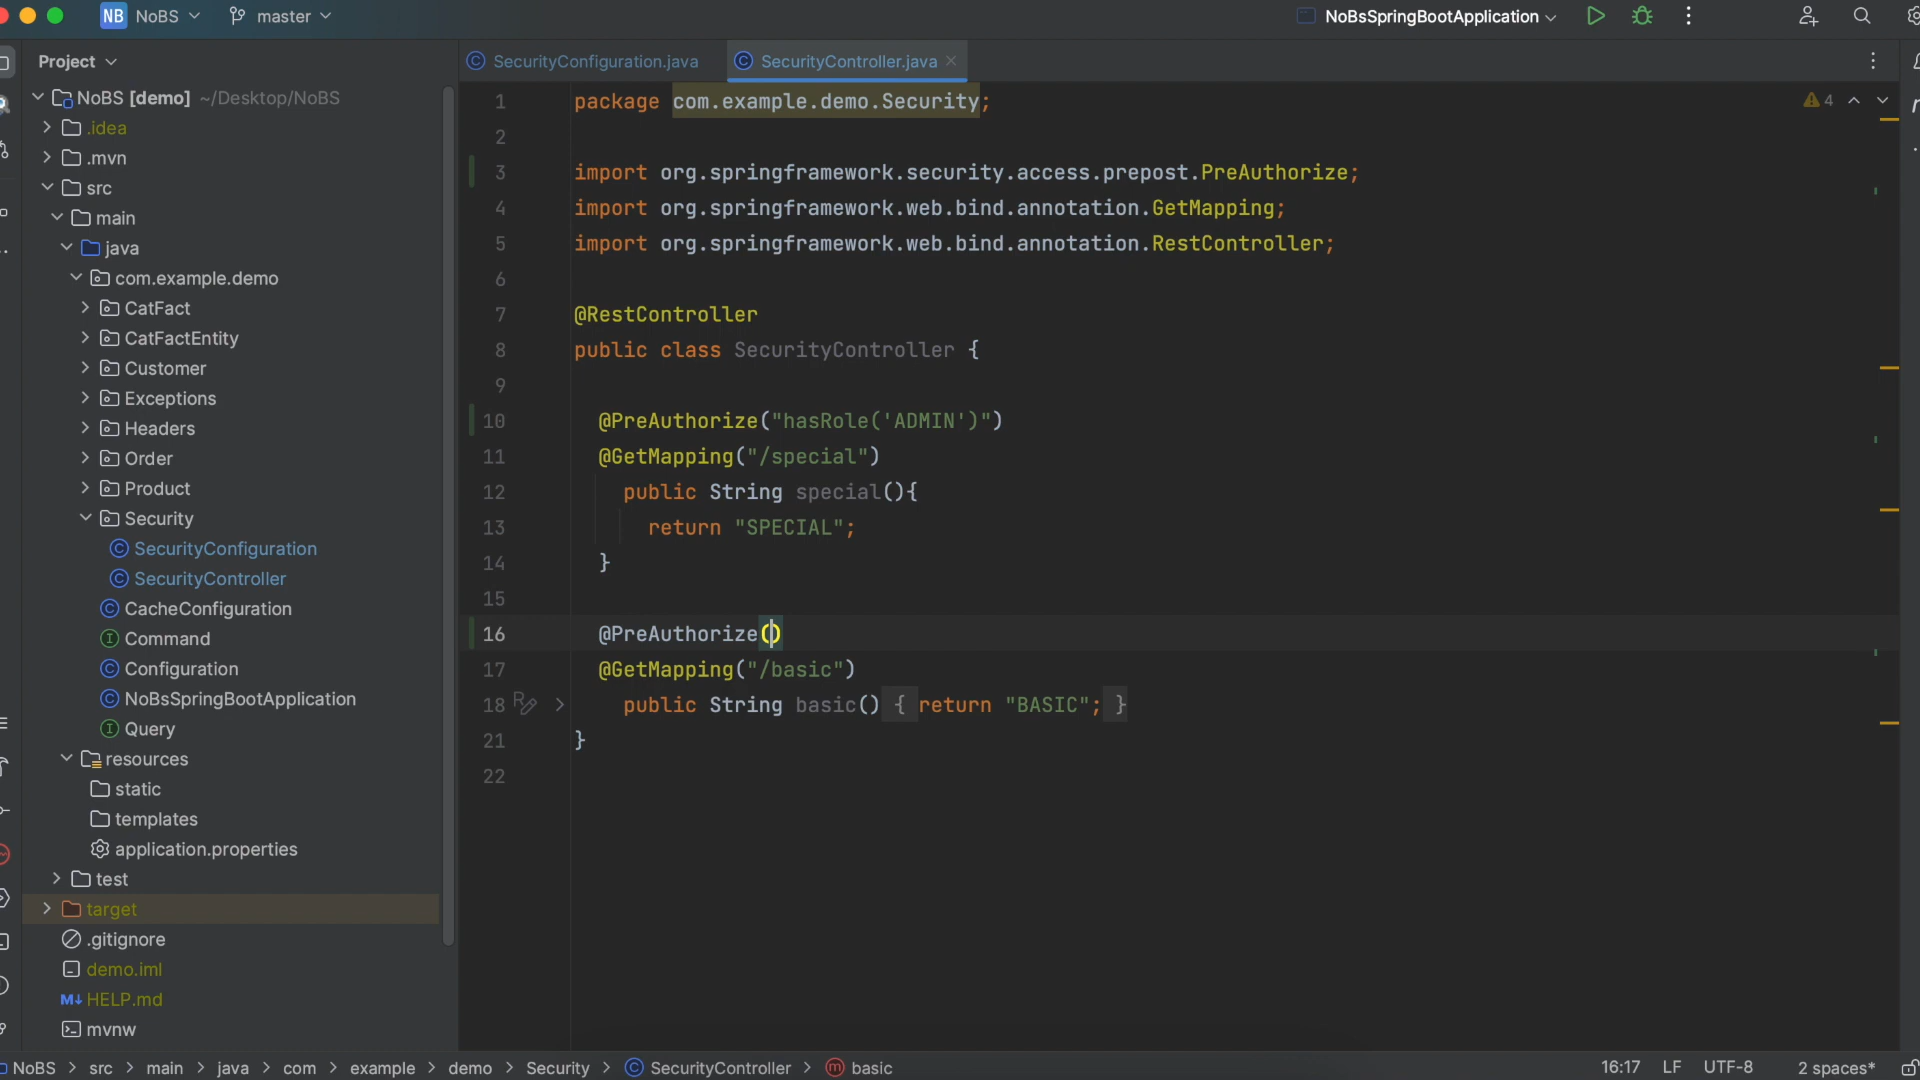 NB NoBS master NoBsSpringBootApplication
Project
SecurityConfiguration.java SecurityController.java
NoBS [demo] ~/Desktop/NoBS
.idea
.mvn
src
main
java
com.example.demo
CatFact
CatFactEntity
Customer
Exceptions
Headers
Order
Product
Security
SecurityConfiguration
SecurityController
CacheConfiguration
Command
Configuration
NoBsSpringBootApplication
Query
resources
static
templates
application.properties
test
target
.gitignore
demo.iml
M↓ HELP.md
mvnw
4
1 package com.example.demo.Security;
2
3 import org.springframework.security.access.prepost.PreAuthorize;
4 import org.springframework.web.bind.annotation.GetMapping;
5 import org.springframework.web.bind.annotation.RestController;
6
7 @RestController
8 public class SecurityController {
9
10 @PreAuthorize("hasRole('ADMIN')")
11 @GetMapping("/special")
12 public String special(){
13 return "SPECIAL";
14 }
15
16 @PreAuthorize()
17 @GetMapping("/basic")
18 public String basic() { return "BASIC"; }
21 }
22
NoBS > src > main > java > com > example > demo > Security > SecurityController > basic
16:17 LF UTF-8 2 spaces*